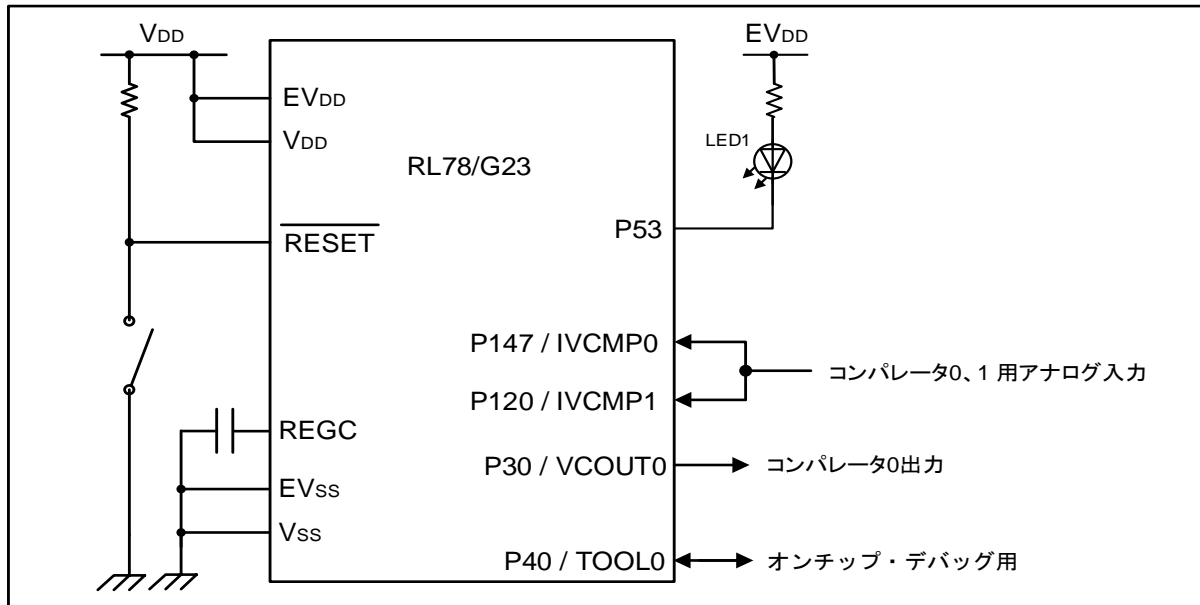 VDD
EVDD
EVDD
VDD
LED1
RL78/G23
P53
RESET
P147 / IVCMP0
コンパレータ0、1 用アナログ入力
P120 / IVCMP1
REGC
P30 / VCOUT0
コンパレータ0出力
EVSS
VSS
P40 / TOOL0
オンチップ・デバッグ用